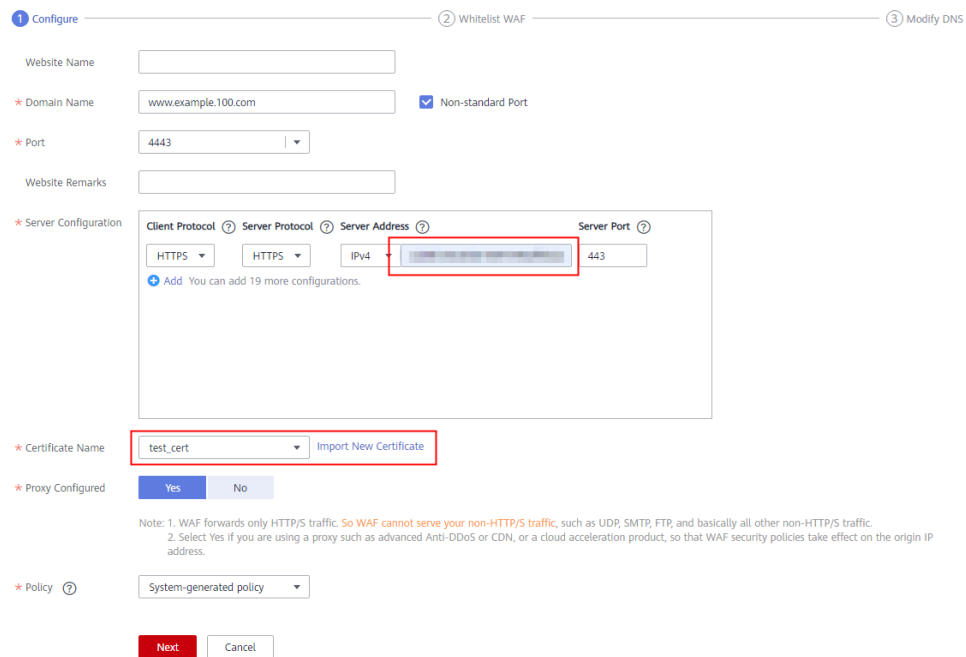 1 Configure 2 Whitelist WAF 3 Modify DNS
Website Name
* Domain Name www.example.100.com Non-standard Port
* Port 4443
Website Remarks
* Server Configuration Client Protocol ? Server Protocol ? Server Address ? Server Port ?
HTTPS HTTPS IPv4 443
Add You can add 19 more configurations.
* Certificate Name test_cert Import New Certificate
* Proxy Configured Yes No
Note: 1. WAF forwards only HTTP/S traffic. So WAF cannot serve your non-HTTP/S traffic, such as UDP, SMTP, FTP, and basically all other non-HTTP/S traffic.
2. Select Yes if you are using a proxy such as advanced Anti-DDoS or CDN, or a cloud acceleration product, so that WAF security policies take effect on the origin IP
address.
* Policy ? System-generated policy
Next Cancel